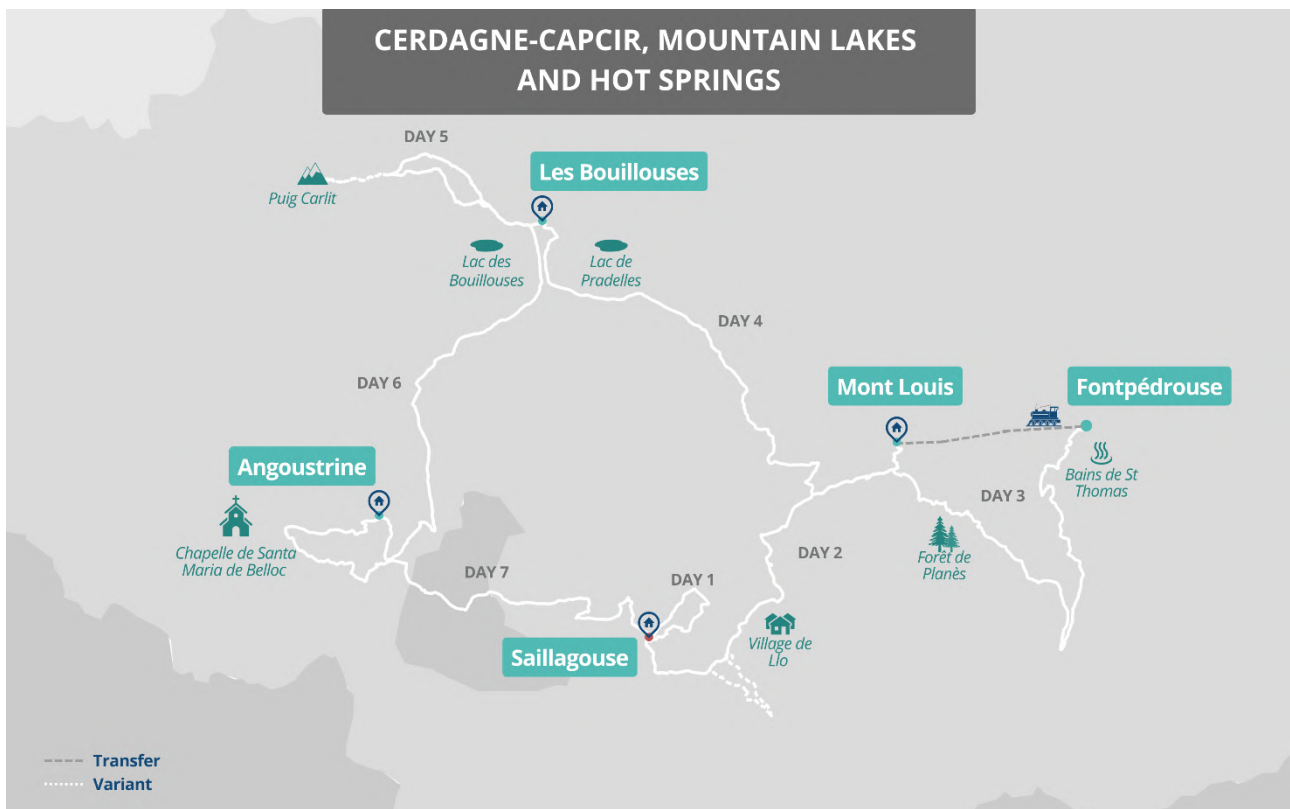 CERDAGNE-CAPCIR, MOUNTAIN LAKES
AND HOT SPRINGS
DAY 5
Les Bouillouses
Puig Carlit
Lac des
Bouillouses
Lac de
Pradelles
DAY 4
DAY 6
Mont Louis
Fontpédrouse
Angoustrine
Bains de St
Thomas
DAY 3
Chapelle de Santa
Maria de Belloc
DAY 2
Forêt de
Planès
DAY 7
DAY 1
Saillagouse
Village de
Llo
Transfer
Variant